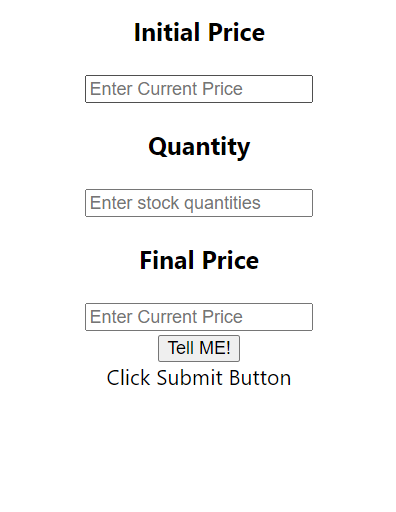 Initial Price
Enter Current Price
Quantity
Enter stock quantities
Final Price
Enter Current Price
Tell ME!
Click Submit Button